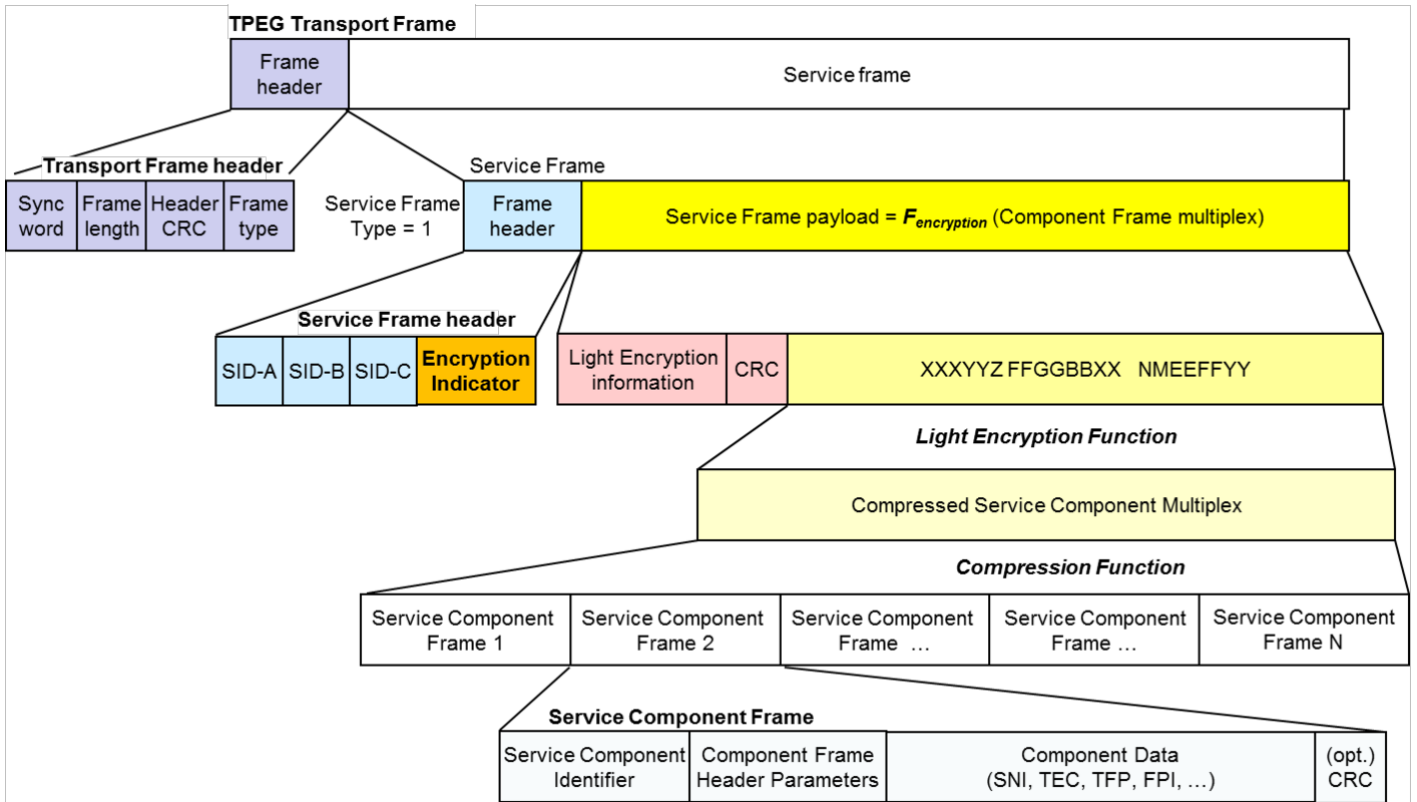 TPEG Transport Frame
Frame
header
Service frame
Transport Frame header
Service Frame
Sync
word
Frame
length
Header
CRC
Frame
type
Service Frame
Type = 1
Frame
header
Service Frame payload = Fencryption (Component Frame multiplex)
Service Frame header
SID-A
SID-B
SID-C
Encryption
Indicator
Light Encryption
information
CRC
XXXYYZ FFGGBBXX NMEEFFYY
Light Encryption Function
Compressed Service Component Multiplex
Compression Function
Service Component
Frame 1
Service Component
Frame 2
Service Component
Frame ...
Service Component
Frame ...
Service Component
Frame N
Service Component Frame
Service Component
Identifier
Component Frame
Header Parameters
Component Data
(SNI, TEC, TFP, FPI, ...)
(opt.)
CRC